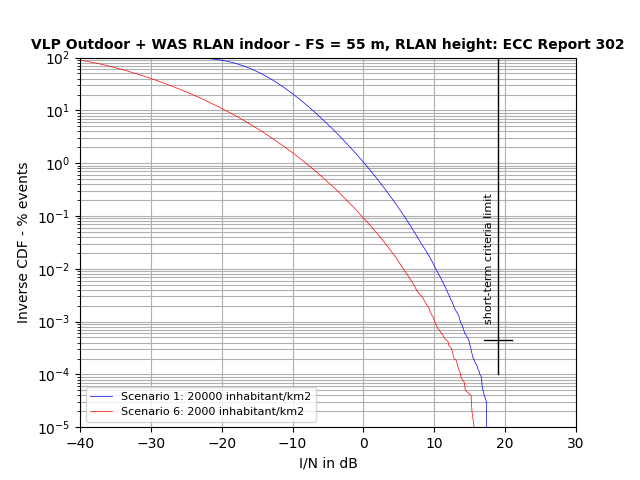 VLP Outdoor + WAS RLAN indoor - FS = 55 m, RLAN height: ECC Report 302
Inverse CDF - % events
10²
10¹
10⁰
10⁻¹
10⁻²
10⁻³
10⁻⁴
10⁻⁵
short-term criteria limit
Scenario 1: 20000 inhabitant/km2
Scenario 6: 2000 inhabitant/km2
−40 −30 −20 −10 0 10 20 30
I/N in dB